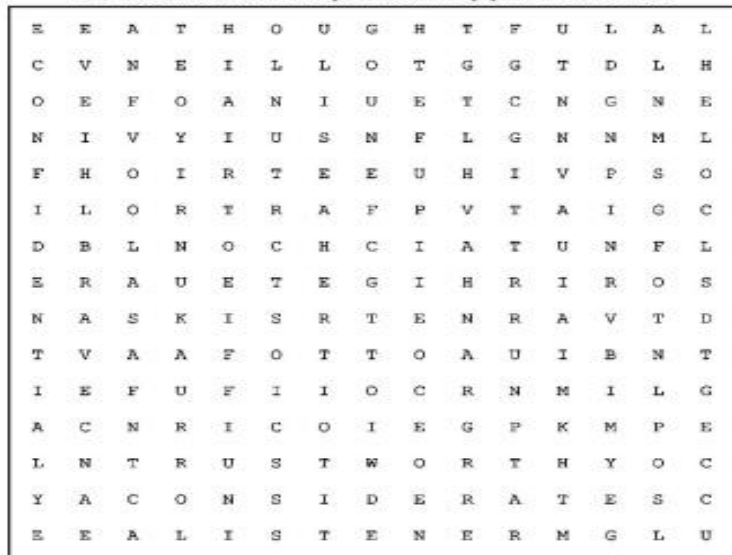 E E A T H O U G H T F U L A L
C V N E I L L O T G G T D L H
O E F O A N I U E T C N G N E
N I V Y I U S N F L G N N M L
F H O I R T E E U H I V P S O
I L O R T R A F P V T A I G C
D B L N O C H C I A T U N F L
E R A U E T E G I H R I R O S
N A S K I S R T E N R A V T D
T V A A F O T T O A U I B N T
I E F U F I I O C R N M I L G
A C N R I C O I E G P K M P E
L N T R U S T W O R T H Y O C
Y A C O N S I D E R A T E S C
E E A L I S T E N E R M G L U